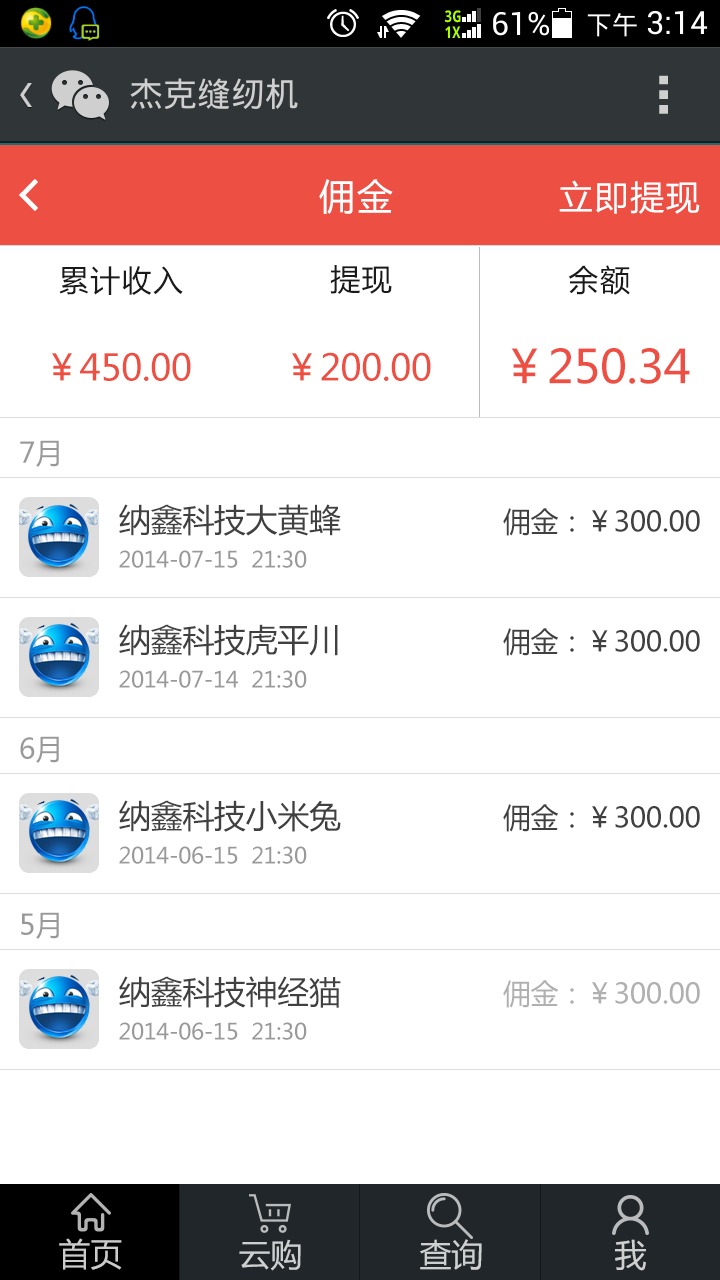 3G 1X 61% 下午 3:14
杰克缝纫机
佣金 立即提现
累计收入 提现 余额
¥450.00 ¥200.00 ¥250.34
7月
纳鑫科技大黄蜂 佣金：¥300.00
2014-07-15 21:30
纳鑫科技虎平川 佣金：¥300.00
2014-07-14 21:30
6月
纳鑫科技小米兔 佣金：¥300.00
2014-06-15 21:30
5月
纳鑫科技神经猫 佣金：¥300.00
2014-06-15 21:30
首页 云购 查询 我